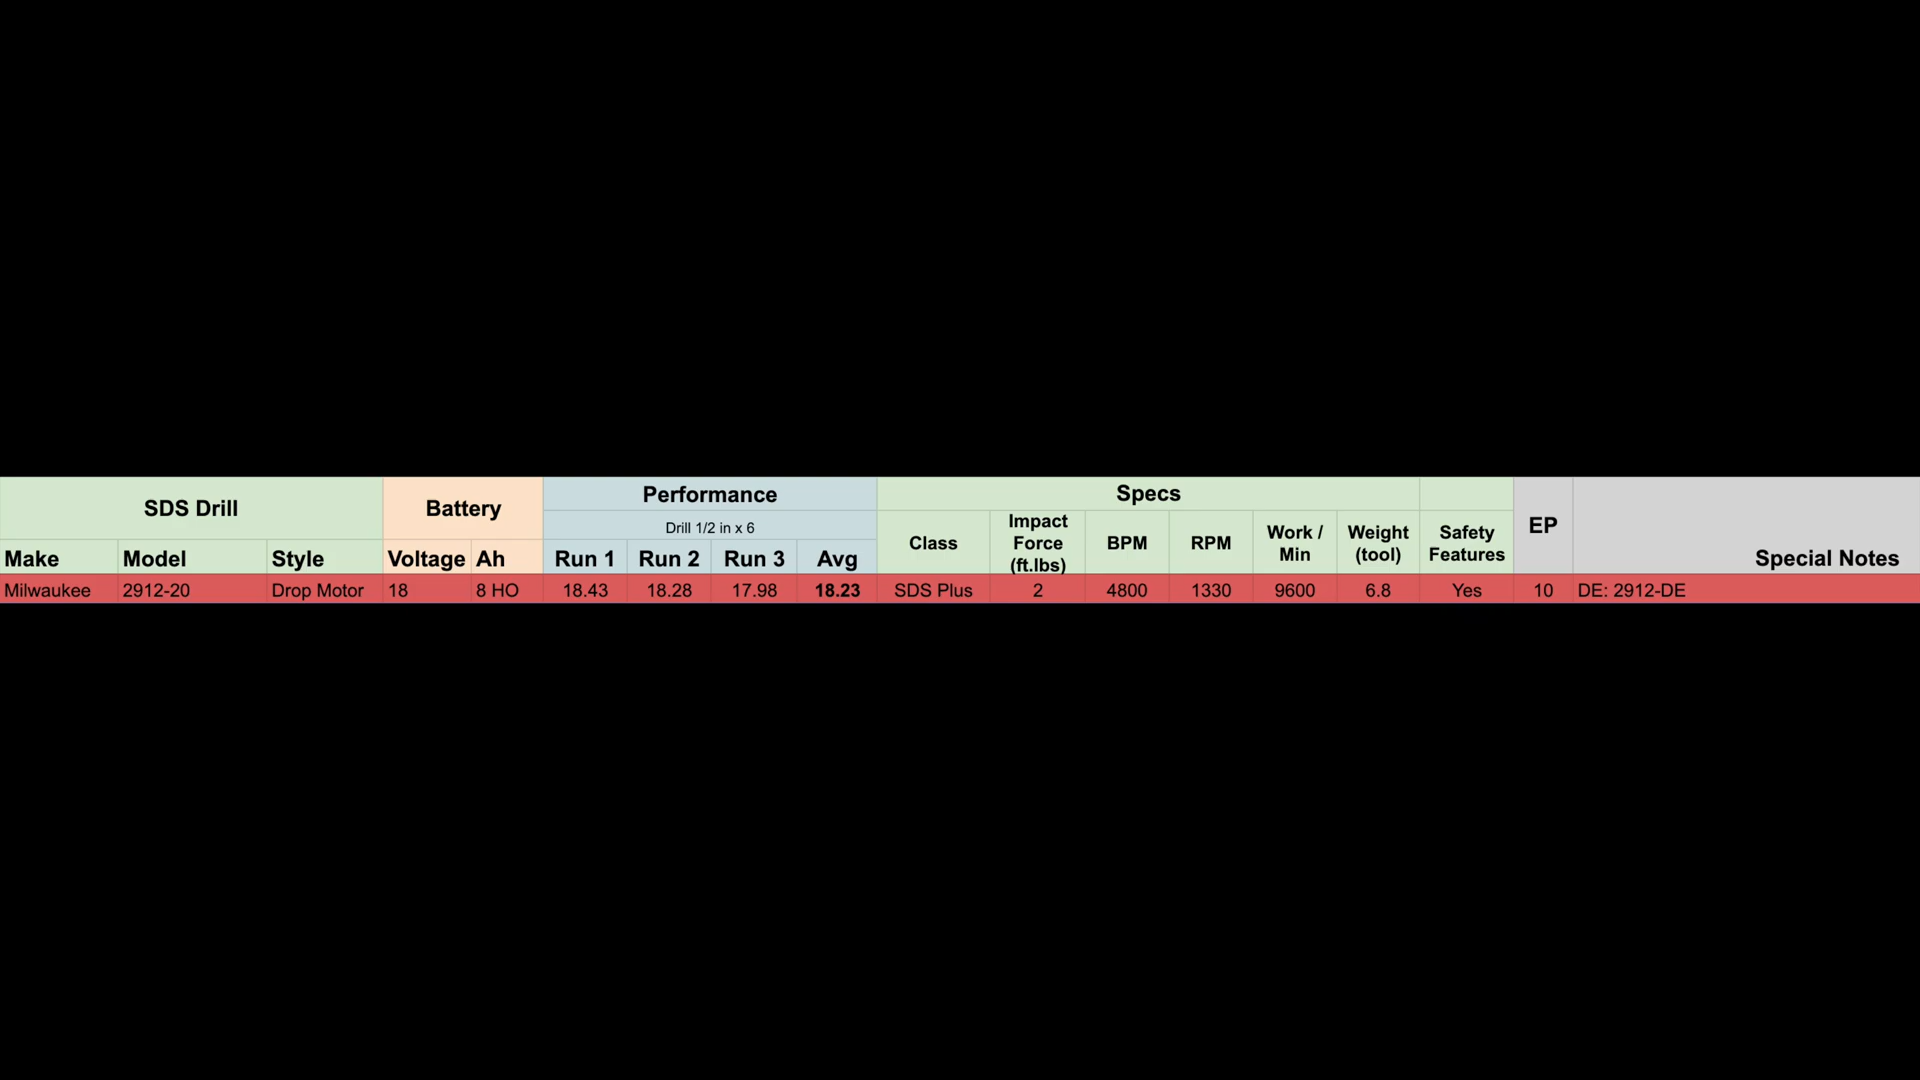 SDS Drill Battery Performance Specs EP Special Notes
Drill 1/2 in x 6
Class Impact Force (ft.lbs) BPM RPM Work / Min Weight (tool) Safety Features
Make Model Style Voltage Ah Run 1 Run 2 Run 3 Avg
Milwaukee 2912-20 Drop Motor 18 8 HO 18.43 18.28 17.98 18.23 SDS Plus 2 4800 1330 9600 6.8 Yes 10 DE: 2912-DE